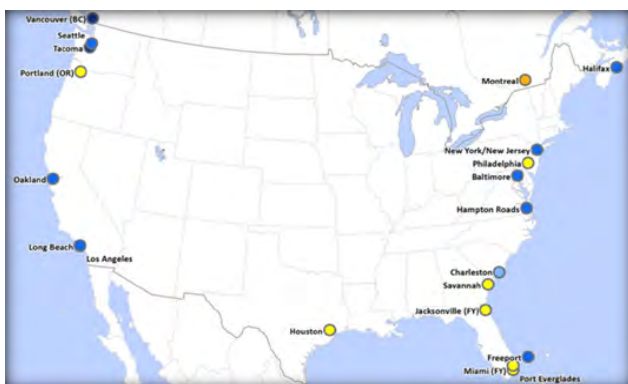 Vancouver (BC)
Seattle
Tacoma
Portland (OR)
Montreal
Halifax
New York/New Jersey
Philadelphia
Oakland
Baltimore
Hampton Roads
Long Beach
Los Angeles
Charleston
Savannah
Jacksonville (FY)
Houston
Freeport
Miami (FY)
Port Everglades